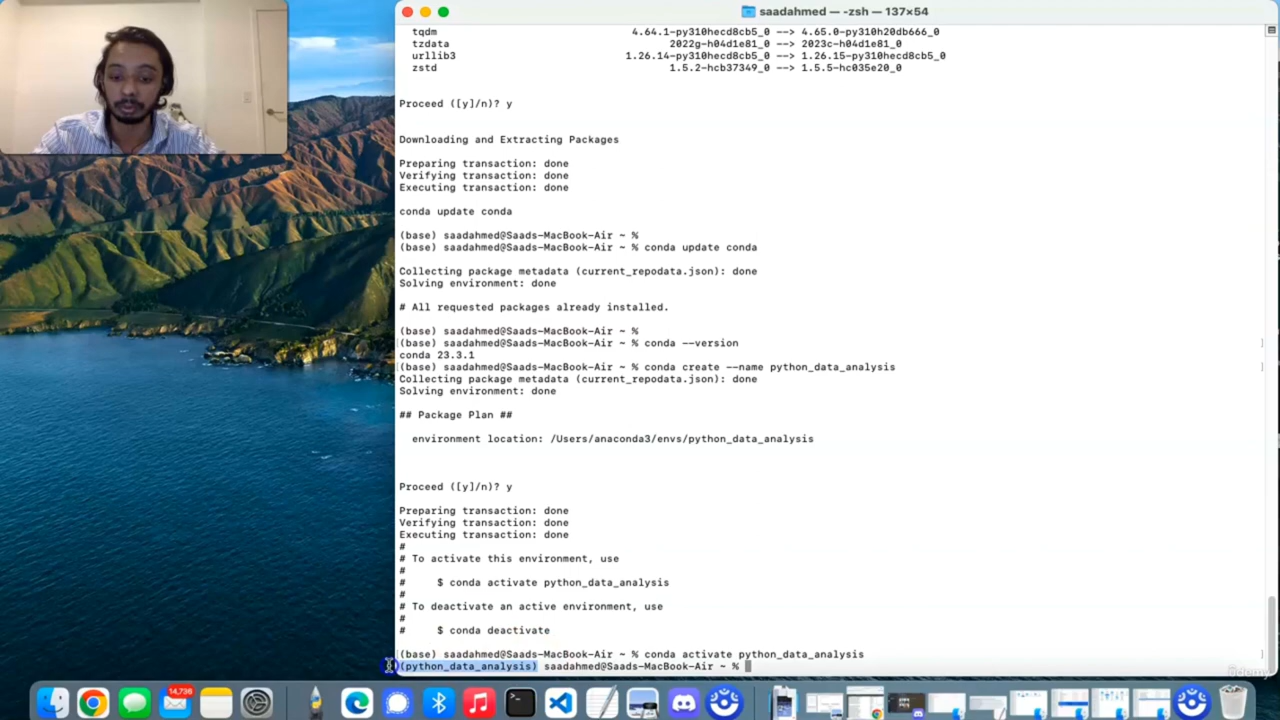 saadahmed — -zsh — 137×54
tqdm 4.64.1-py310hecd8cb5_0 --> 4.65.0-py310h20db666_0
tzdata 2022g-h04d1e81_0 --> 2023c-h04d1e81_0
urllib3 1.26.14-py310hecd8cb5_0 --> 1.26.15-py310hecd8cb5_0
zstd 1.5.2-hcb37349_0 --> 1.5.5-hc035e20_0
Proceed ([y]/n)? y
Downloading and Extracting Packages
Preparing transaction: done
Verifying transaction: done
Executing transaction: done
conda update conda
(base) saadahmed@Saads-MacBook-Air ~ %
(base) saadahmed@Saads-MacBook-Air ~ % conda update conda
Collecting package metadata (current_repodata.json): done
Solving environment: done
# All requested packages already installed.
(base) saadahmed@Saads-MacBook-Air ~ %
(base) saadahmed@Saads-MacBook-Air ~ % conda --version
conda 23.3.1
(base) saadahmed@Saads-MacBook-Air ~ % conda create --name python_data_analysis
Collecting package metadata (current_repodata.json): done
Solving environment: done
## Package Plan ##
environment location: /Users/anaconda3/envs/python_data_analysis
Proceed ([y]/n)? y
Preparing transaction: done
Verifying transaction: done
Executing transaction: done
#
# To activate this environment, use
#
# $ conda activate python_data_analysis
#
# To deactivate an active environment, use
#
# $ conda deactivate
(base) saadahmed@Saads-MacBook-Air ~ % conda activate python_data_analysis
(python_data_analysis) saadahmed@Saads-MacBook-Air ~ %
udemy
14,736